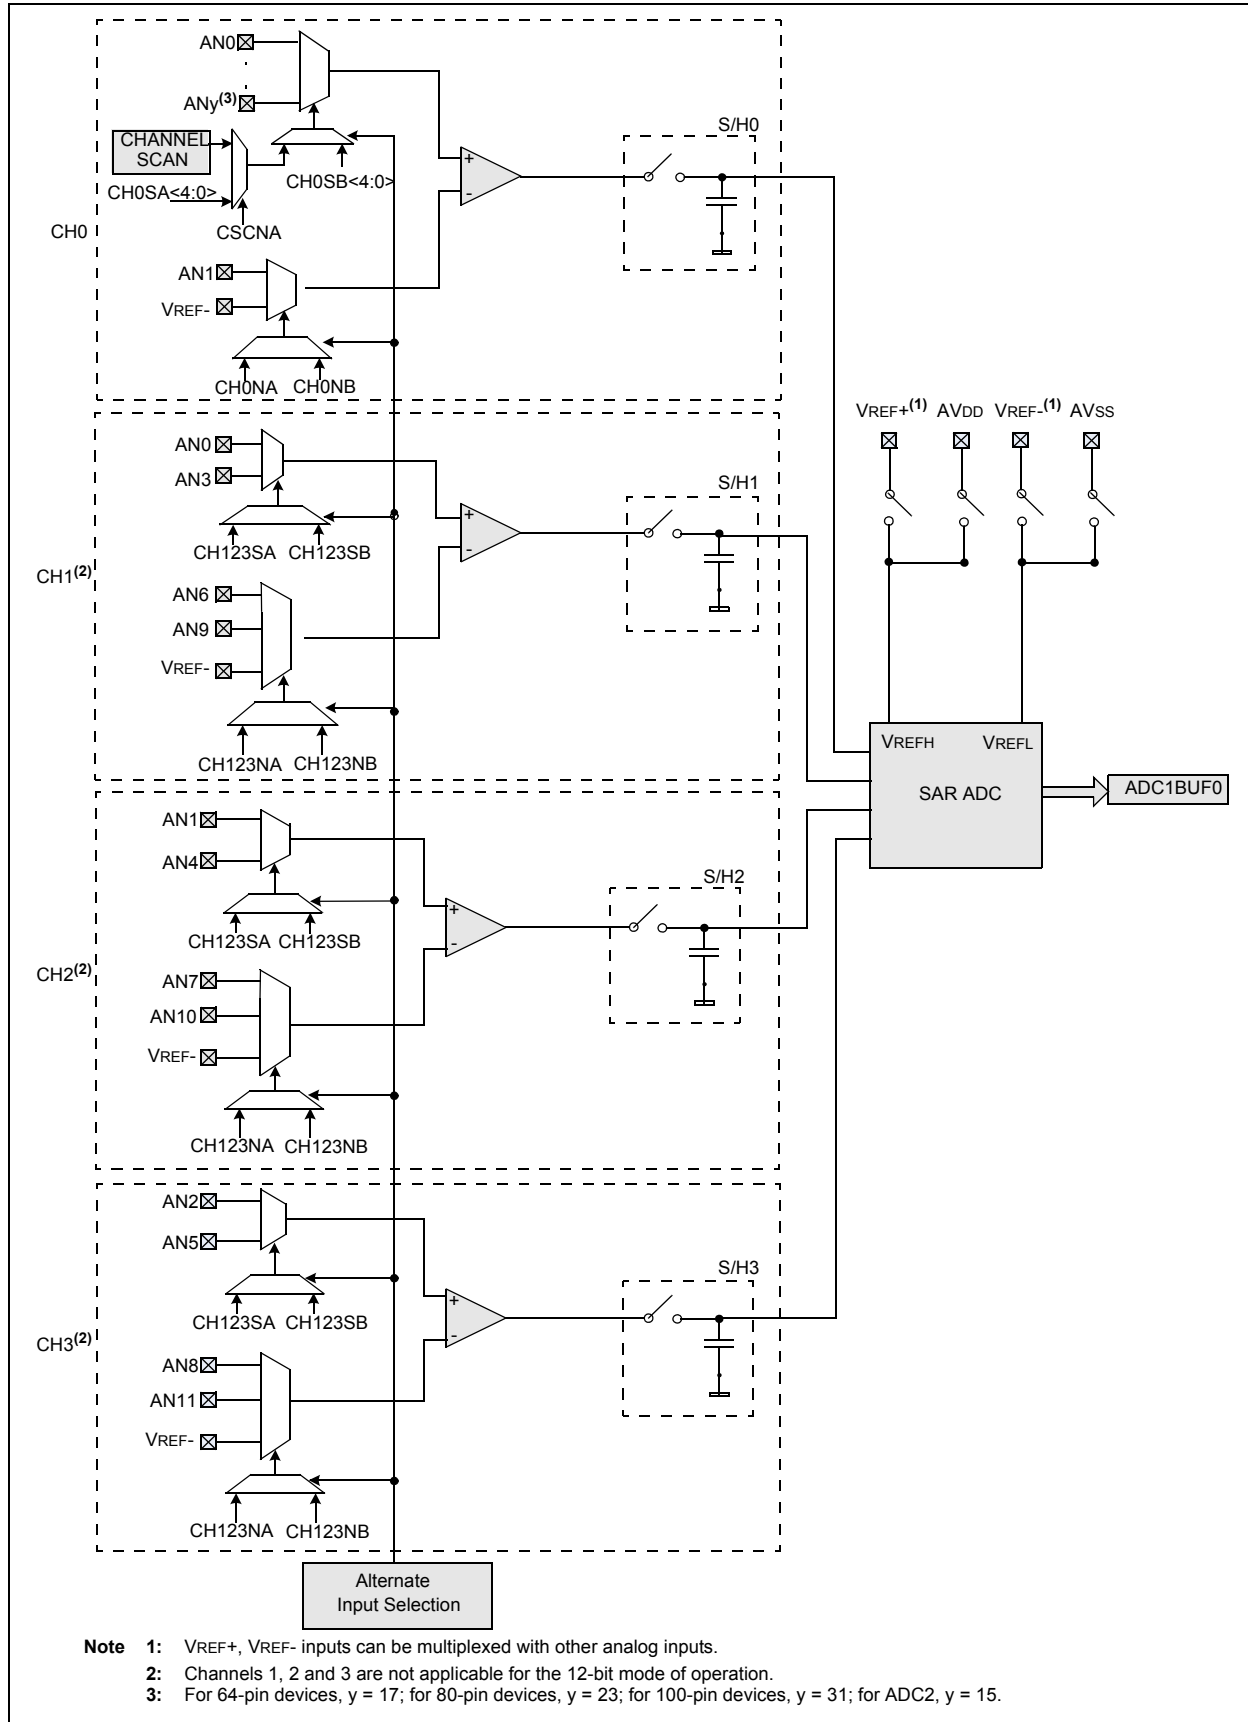 AN0
ANy(3)
CHANNEL
SCAN
CH0SA<4:0>
CH0SB<4:0>
CSCNA
CH0
AN1
VREF-
CH0NA CH0NB
+
-
S/H0
AN0
AN3
CH123SA CH123SB
CH1(2)
AN6
AN9
VREF-
CH123NA CH123NB
+
-
S/H1
VREF+(1) AVDD VREF-(1) AVSS
VREFH VREFL
SAR ADC
ADC1BUF0
AN1
AN4
CH123SA CH123SB
CH2(2)
AN7
AN10
VREF-
CH123NA CH123NB
+
-
S/H2
AN2
AN5
CH123SA CH123SB
CH3(2)
AN8
AN11
VREF-
CH123NA CH123NB
+
-
S/H3
Alternate
Input Selection
Note 1: VREF+, VREF- inputs can be multiplexed with other analog inputs.
2: Channels 1, 2 and 3 are not applicable for the 12-bit mode of operation.
3: For 64-pin devices, y = 17; for 80-pin devices, y = 23; for 100-pin devices, y = 31; for ADC2, y = 15.